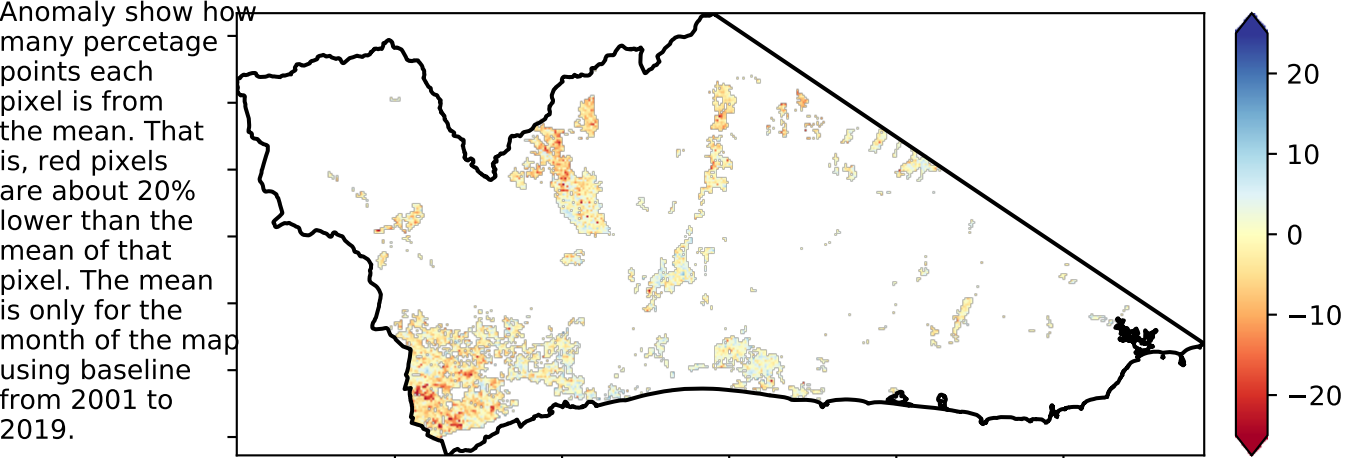 Anomaly show how
many percetage
points each
pixel is from
the mean. That
is, red pixels
are about 20%
lower than the
mean of that
pixel. The mean
is only for the
month of the map
using baseline
from 2001 to
2019.
20
10
0
−10
−20